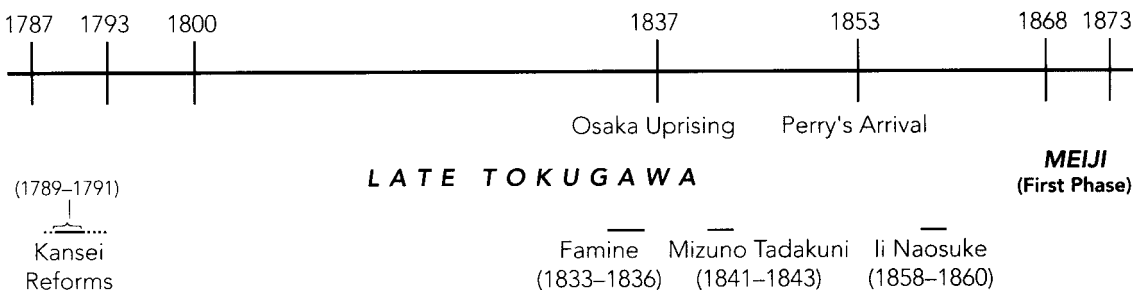 1787 1793 1800 1837 1853 1868 1873
Osaka Uprising Perry's Arrival
MEIJI
(First Phase)
LATE TOKUGAWA
(1789–1791)
Kansei
Reforms
Famine
(1833–1836)
Mizuno Tadakuni
(1841–1843)
Ii Naosuke
(1858–1860)